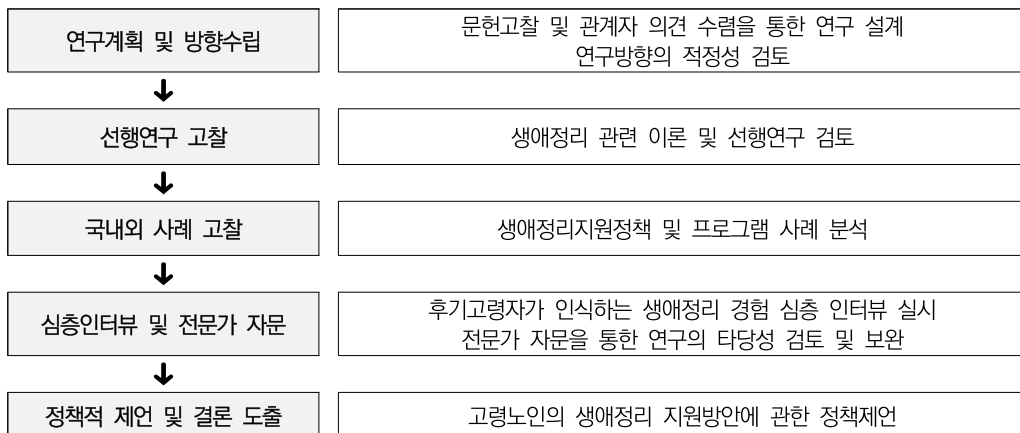 연구계획 및 방향수립
문헌고찰 및 관계자 의견 수렴을 통한 연구 설계
연구방향의 적정성 검토
선행연구 고찰
생애정리 관련 이론 및 선행연구 검토
국내외 사례 고찰
생애정리지원정책 및 프로그램 사례 분석
심층인터뷰 및 전문가 자문
후기고령자가 인식하는 생애정리 경험 심층 인터뷰 실시
전문가 자문을 통한 연구의 타당성 검토 및 보완
정책적 제언 및 결론 도출
고령노인의 생애정리 지원방안에 관한 정책제언